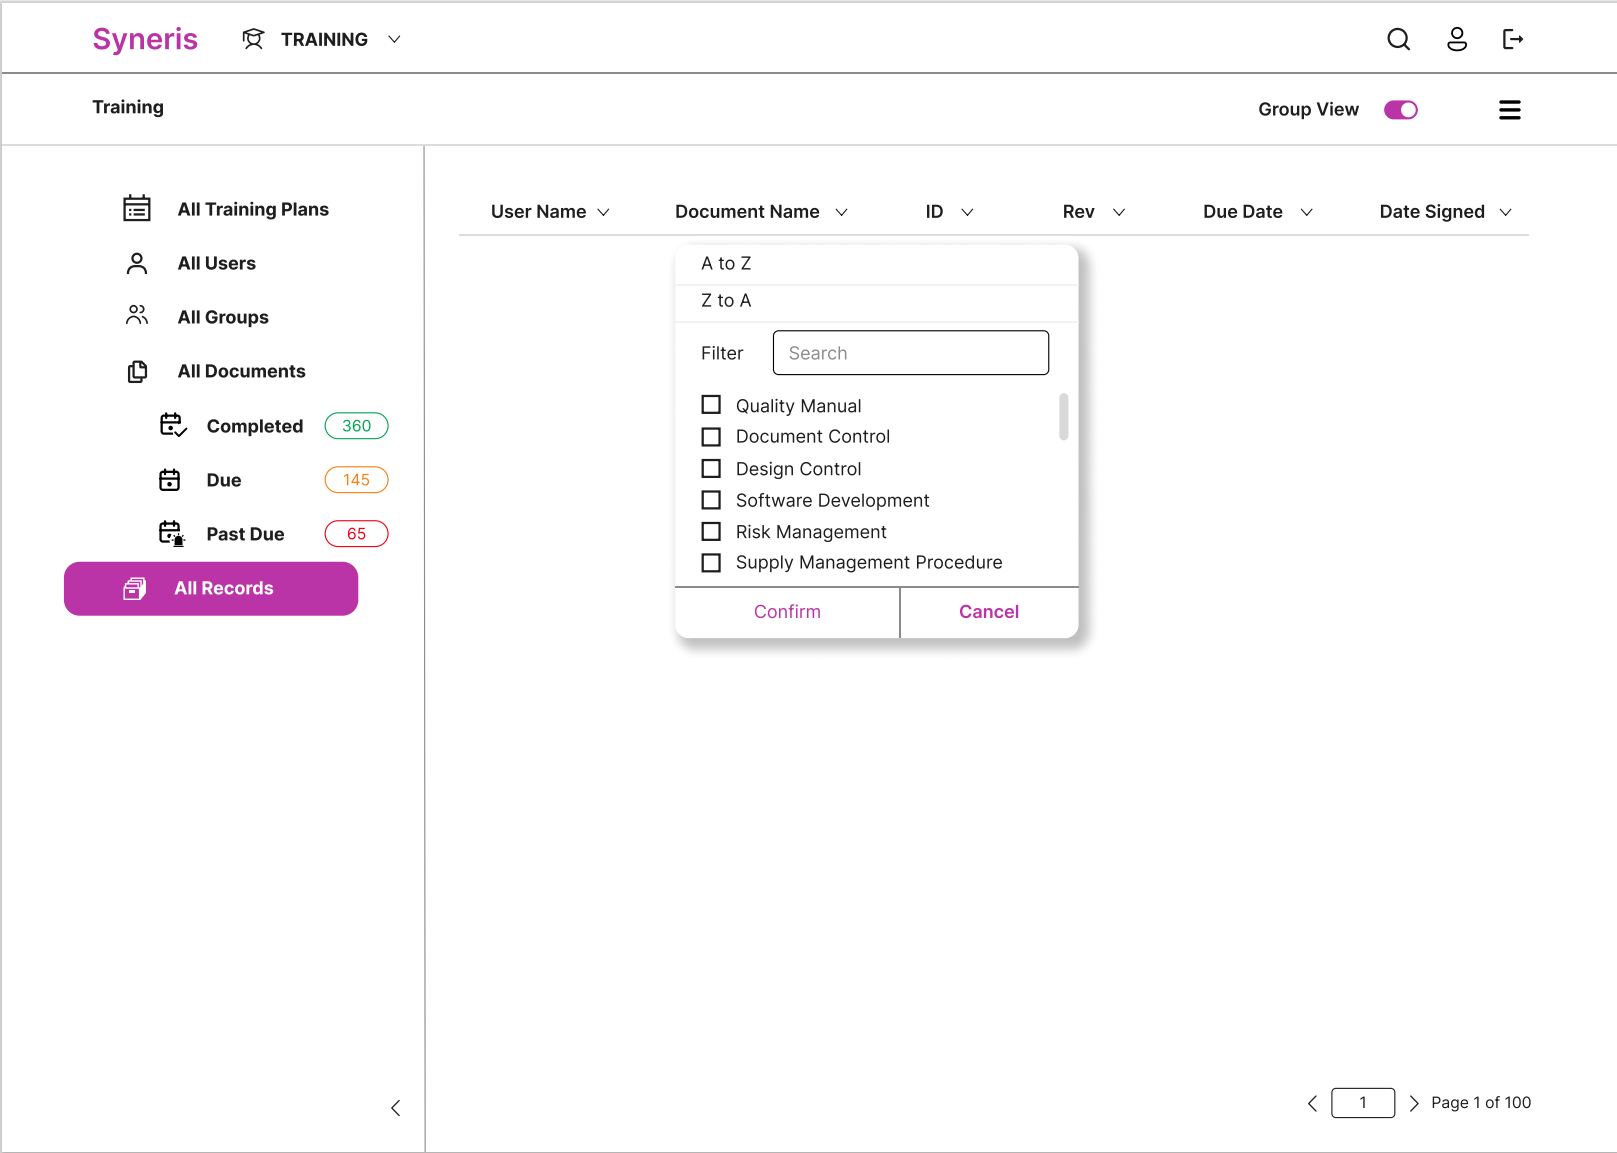 Syneris TRAINING
Training
Group View
All Training Plans
All Users
All Groups
All Documents
Completed 360
Due 145
Past Due 65
All Records
User Name Document Name ID Rev Due Date Date Signed
A to Z
Z to A
Filter Search
Quality Manual
Document Control
Design Control
Software Development
Risk Management
Supply Management Procedure
Confirm Cancel
1 Page 1 of 100